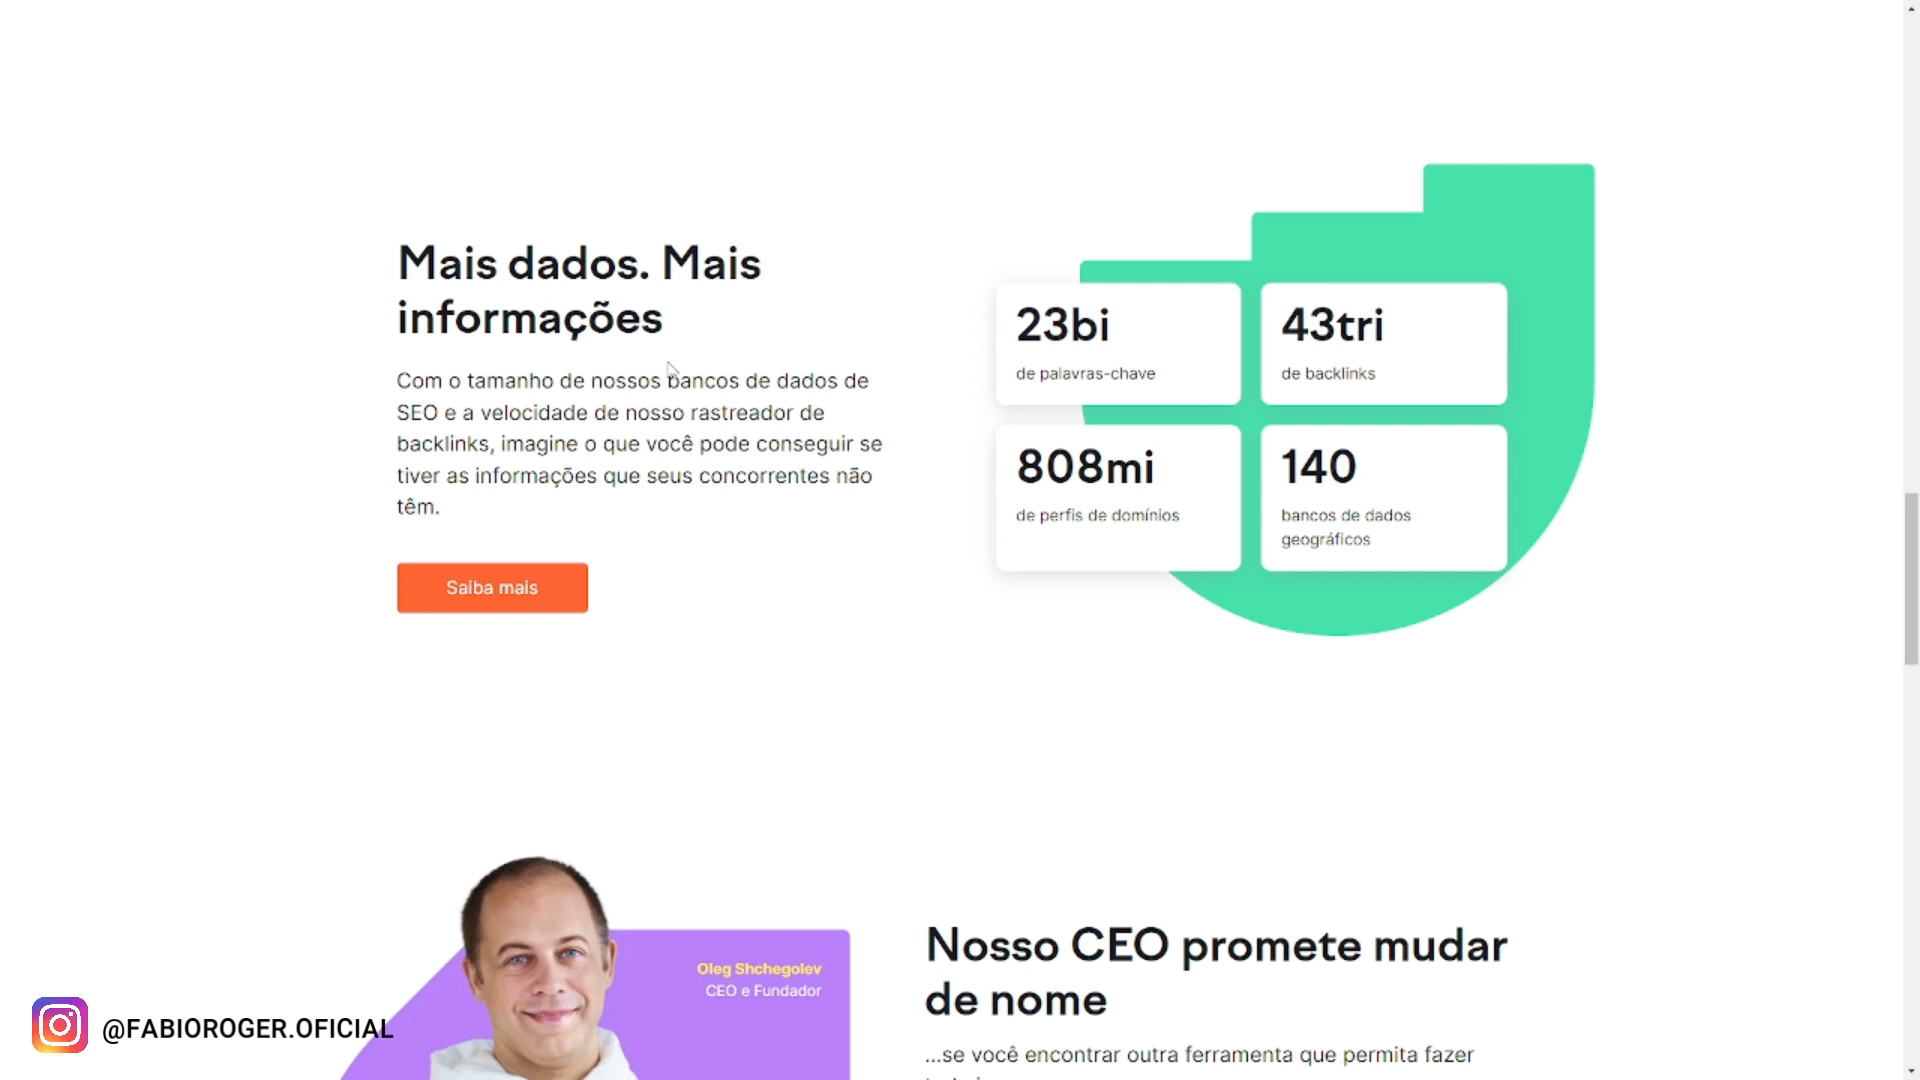 Mais dados. Mais
informações
Com o tamanho de nossos bancos de dados de
SEO e a velocidade de nosso rastreador de
backlinks, imagine o que você pode conseguir se
tiver as informações que seus concorrentes não
têm.
Saiba mais
23bi
de palavras-chave
43tri
de backlinks
808mi
de perfis de domínios
140
bancos de dados
geográficos
Oleg Shchegolev
CEO e Fundador
Nosso CEO promete mudar
de nome
...se você encontrar outra ferramenta que permita fazer
@FABIOROGER.OFICIAL